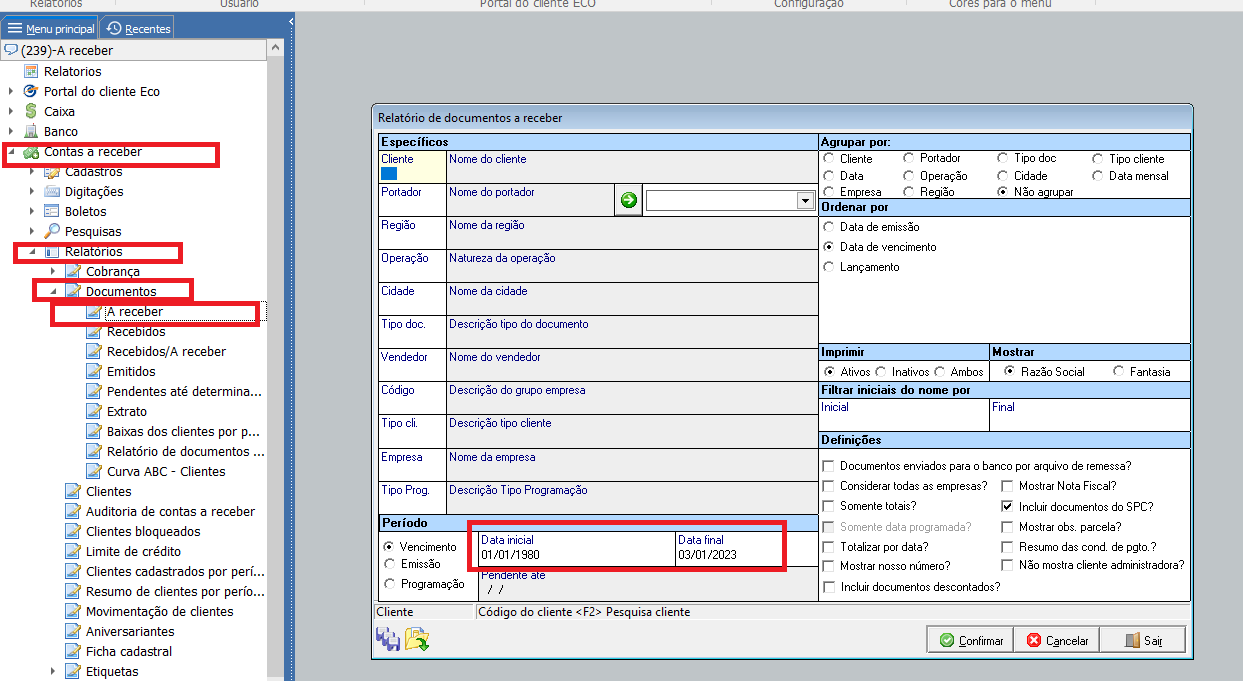 Relatórios
Usuário
Portal do cliente ECO
Configuração
Cores para o menu
Menu principal
Recentes
(239)-A receber
Relatorios
Portal do cliente Eco
Caixa
Banco
Contas a receber
Cadastros
Digitações
Boletos
Pesquisas
Relatórios
Cobrança
Documentos
A receber
Recebidos
Recebidos/A receber
Emitidos
Pendentes até determina...
Extrato
Baixas dos clientes por p...
Relatório de documentos ...
Curva ABC - Clientes
Clientes
Auditoria de contas a receber
Clientes bloqueados
Limite de crédito
Clientes cadastrados por perí...
Resumo de clientes por perío...
Movimentação de clientes
Aniversariantes
Ficha cadastral
Etiquetas
Relatório de documentos a receber
Específicos
Cliente
Nome do cliente
Portador
Nome do portador
Região
Nome da região
Operação
Natureza da operação
Cidade
Nome da cidade
Tipo doc.
Descrição tipo do documento
Vendedor
Nome do vendedor
Código
Descrição do grupo empresa
Tipo cli.
Descrição tipo cliente
Empresa
Nome da empresa
Tipo Prog.
Descrição Tipo Programação
Período
Vencimento
Emissão
Programação
Data inicial
01/01/1980
Data final
03/01/2023
Pendente até
/ /
Agrupar por:
Cliente
Portador
Tipo doc
Tipo cliente
Data
Operação
Cidade
Data mensal
Empresa
Região
Não agrupar
Ordenar por
Data de emissão
Data de vencimento
Lançamento
Imprimir
Mostrar
Ativos
Inativos
Ambos
Razão Social
Fantasia
Filtrar iniciais do nome por
Inicial
Final
Definições
Documentos enviados para o banco por arquivo de remessa?
Considerar todas as empresas?
Mostrar Nota Fiscal?
Somente totais?
Incluir documentos do SPC?
Somente data programada?
Mostrar obs. parcela?
Totalizar por data?
Resumo das cond. de pgto.?
Mostrar nosso número?
Não mostra cliente administradora?
Incluir documentos descontados?
Cliente
Código do cliente <F2> Pesquisa cliente
Confirmar
Cancelar
Sair